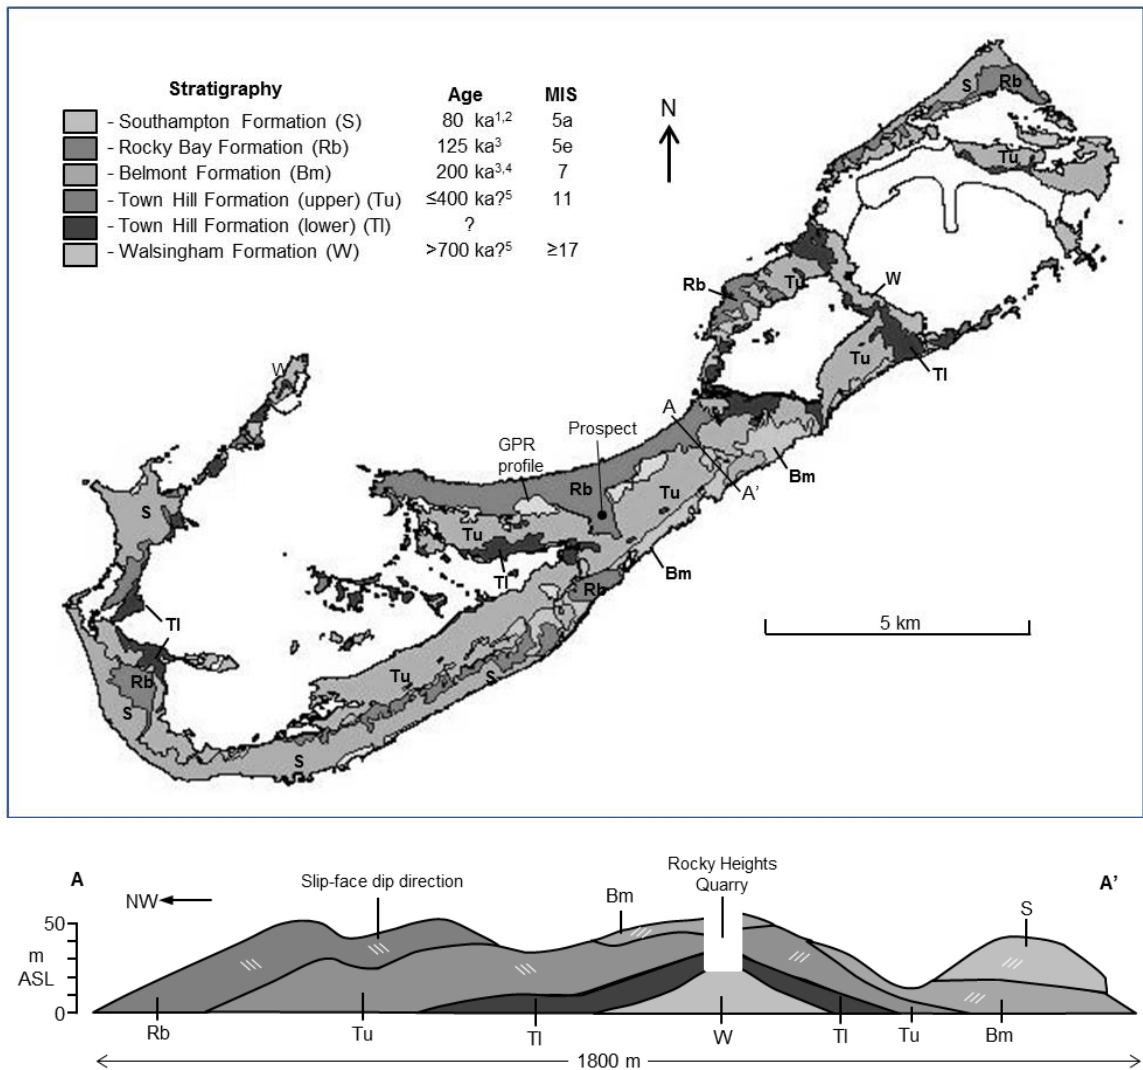 Stratigraphy Age MIS
- Southampton Formation (S) 80 ka1,2 5a
- Rocky Bay Formation (Rb) 125 ka3 5e
- Belmont Formation (Bm) 200 ka3,4 7
- Town Hill Formation (upper) (Tu) ≤400 ka?5 11
- Town Hill Formation (lower) (Tl) ?
- Walsingham Formation (W) >700 ka?5 ≥17
N
S Rb
Tu
W
Rb Tu
Tu
Tl
W
A
Prospect
GPR
profile
Bm
A'
Rb
Tu
S
Tu
Tl
Bm
Rb
5 km
Tl
Rb
Tu
S
S
S
A
NW
Slip-face dip direction
Bm
Rocky Heights
Quarry
A'
S
50
m
ASL
0
Rb Tu Tl W Tl Tu Bm
1800 m